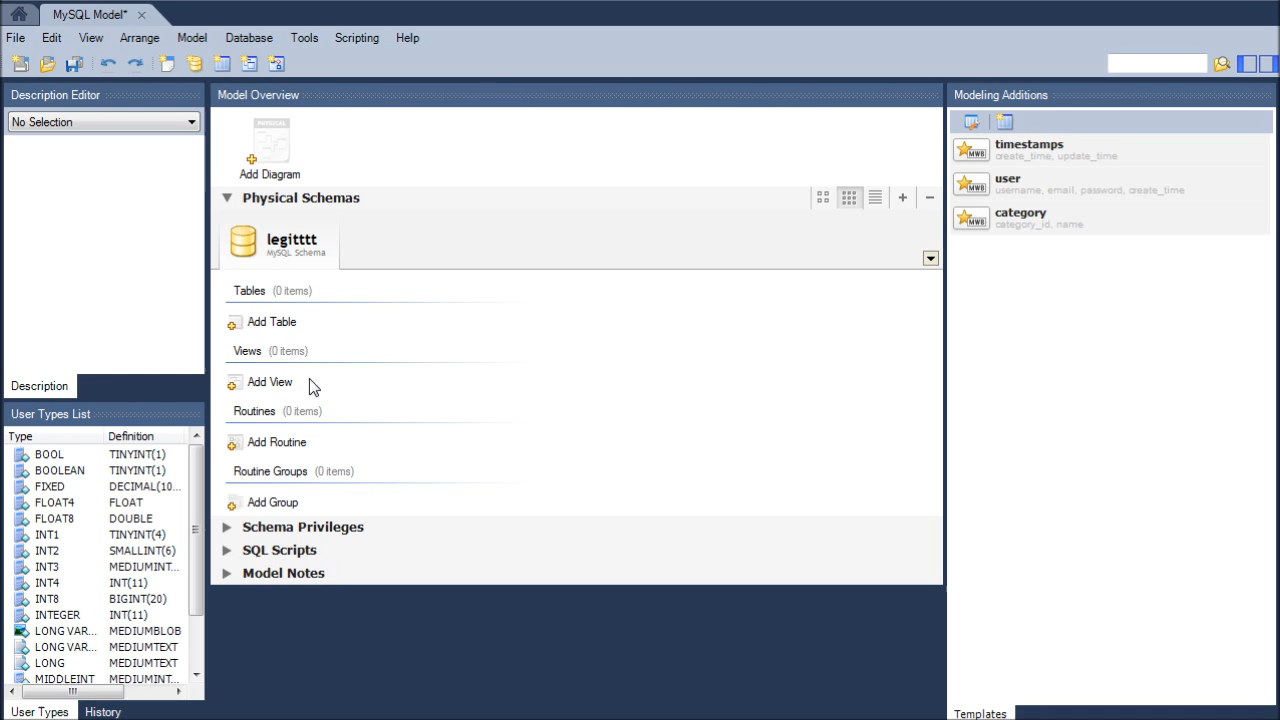 MySQL Model*
File Edit View Arrange Model Database Tools Scripting Help
Description Editor
No Selection
Description
User Types List
Type Definition
BOOL TINYINT(1)
BOOLEAN TINYINT(1)
FIXED DECIMAL(10...
FLOAT4 FLOAT
FLOAT8 DOUBLE
INT1 TINYINT(4)
INT2 SMALLINT(6)
INT3 MEDIUMINT...
INT4 INT(11)
INT8 BIGINT(20)
INTEGER INT(11)
LONG VAR... MEDIUMBLOB
LONG VAR... MEDIUMTEXT
LONG MEDIUMTEXT
MIDDLEINT MEDIUMINT...
User Types History
Model Overview
PHYSICAL
Add Diagram
Physical Schemas
legitttt
MySQL Schema
Tables (0 items)
Add Table
Views (0 items)
Add View
Routines (0 items)
Add Routine
Routine Groups (0 items)
Add Group
Schema Privileges
SQL Scripts
Model Notes
Modeling Additions
MWB
timestamps
create_time, update_time
MWB
user
username, email, password, create_time
MWB
category
category_id, name
Templates